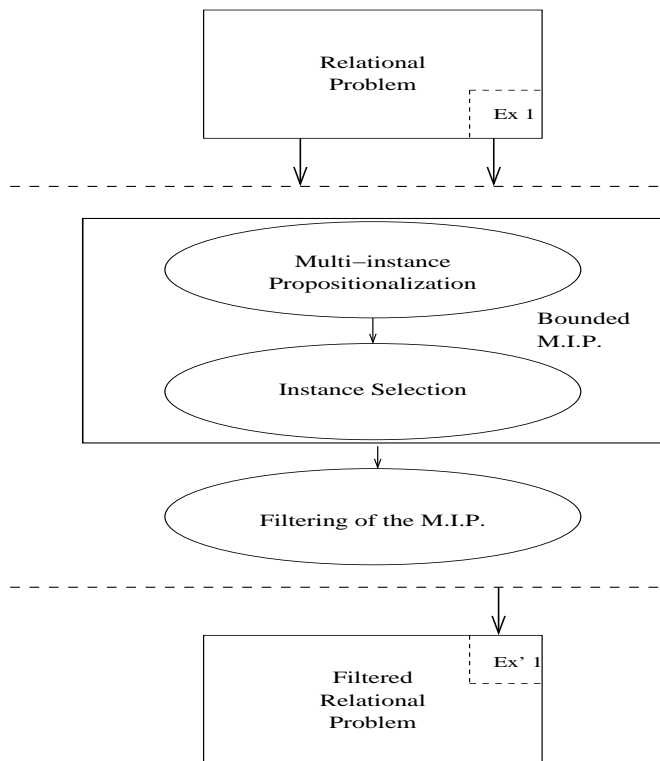 Relational
Problem
Ex 1
Multi−instance
Propositionalization
Bounded
M.I.P.
Instance Selection
Filtering of the M.I.P.
Ex' 1
Filtered
Relational
Problem